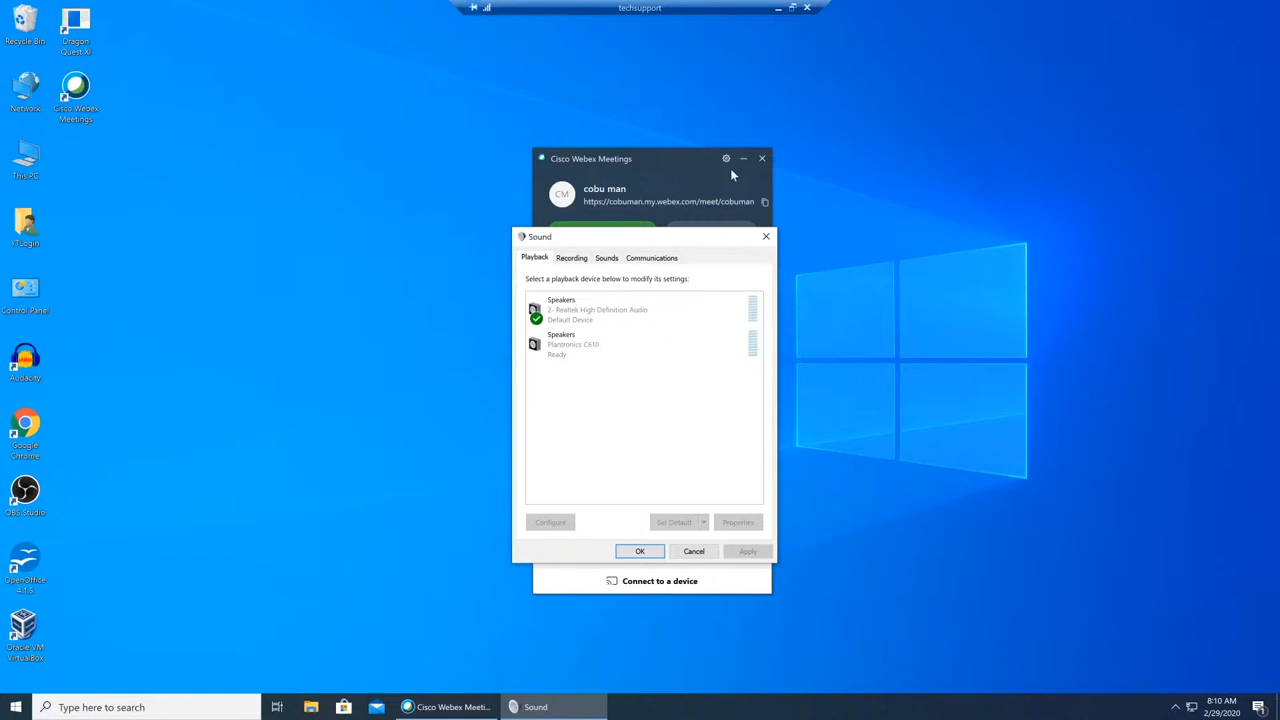 techsupport
Recycle Bin
Dragon
Quest XI
Network
Cisco Webex
Meetings
This PC
YTLogin
Control Panel
Audacity
Google
Chrome
OBS Studio
OpenOffice
4.1.5
Oracle VM
VirtualBox
Cisco Webex Meetings
CM
cobu man
https://cobuman.my.webex.com/meet/cobuman
Sound
Playback
Recording
Sounds
Communications
Select a playback device below to modify its settings:
Speakers
2- Realtek High Definition Audio
Default Device
Speakers
Plantronics C610
Ready
Configure
Set Default
Properties
OK
Cancel
Apply
Connect to a device
Type here to search
Cisco Webex Meeti...
Sound
8:10 AM
2/29/2020